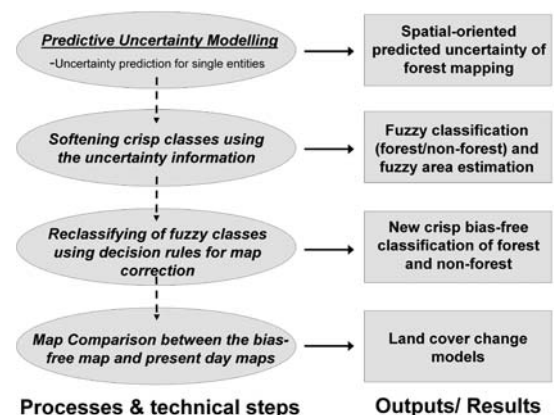 Predictive Uncertainty Modelling
-Uncertainty prediction for single entities
Spatial-oriented
predicted uncertainty of
forest mapping
Softening crisp classes using
the uncertainty information
Fuzzy classification
(forest/non-forest) and
fuzzy area estimation
Reclassifying of fuzzy classes
using decision rules for map
correction
New crisp bias-free
classification of forest
and non-forest
Map Comparison between the bias-
free map and present day maps
Land cover change
models
Processes & technical steps
Outputs/ Results